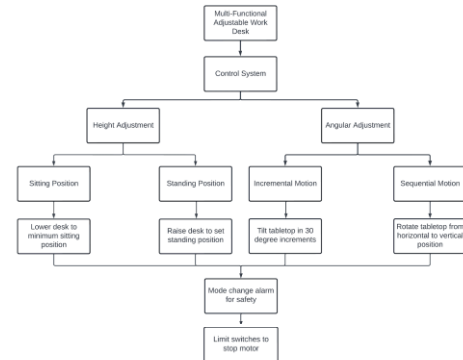 Multi-Functional
Adjustable Work
Desk
Control System
Height Adjustment
Angular Adjustment
Sitting Position
Standing Position
Incremental Motion
Sequential Motion
Lower desk to
minimum sitting
position
Raise desk to set
standing position
Tilt tabletop in 30
degree increments
Rotate tabletop from
horizontal to vertical
position
Mode change alarm
for safety
Limit switches to
stop motor